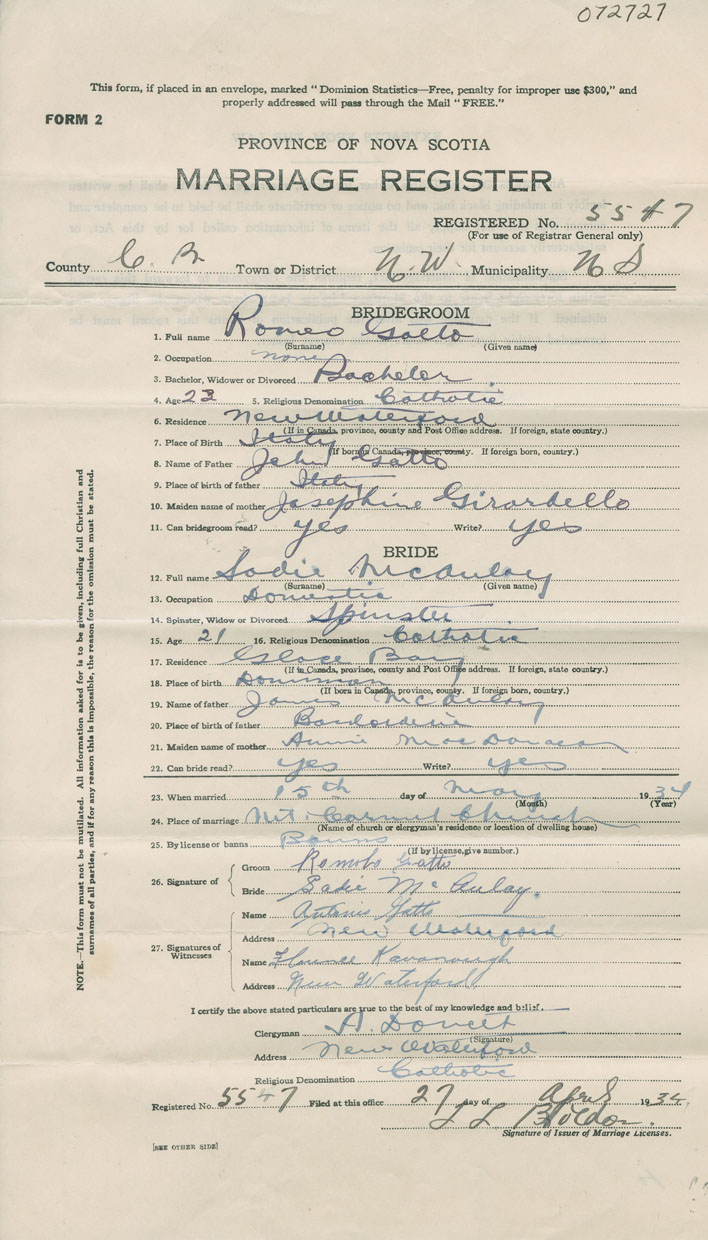 072727
This form, if placed in an envelope, marked "Dominion Statistics—Free, penalty for improper use $300," and
properly addressed will pass through the Mail "FREE."
FORM 2
PROVINCE OF NOVA SCOTIA
MARRIAGE REGISTER
REGISTERED No. 5547
(For use of Registrar General only)
County C. B Town or District N.W. Municipality N S
BRIDEGROOM
1. Full name Romeo Gatto
(Surname) (Given name)
2. Occupation none
3. Bachelor, Widower or Divorced Bachelor
4. Age 23 5. Religious Denomination Catholic
6. Residence New Waterford
(If in Canada, province, county and Post Office address. If foreign, state country.)
7. Place of Birth Italy
(If born in Canada, province, county. If foreign born, country.)
8. Name of Father John Gatto
9. Place of birth of father Italy
10. Maiden name of mother Josephine Girordello
11. Can bridegroom read? yes Write? yes
BRIDE
12. Full name Sadie McAulay
(Surname) (Given name)
13. Occupation Domestic
14. Spinster, Widow or Divorced Spinster
15. Age 21 16. Religious Denomination Catholic
17. Residence Glace Bay
(If in Canada, province, county and Post Office address. If foreign, state country.)
18. Place of birth Dominion
(If born in Canada, province, county. If foreign born, country.)
19. Name of father James McAulay
20. Place of birth of father
21. Maiden name of mother Annie
22. Can bride read? yes Write? yes
23. When married 15th day of May 1934
(Month) (Year)
24. Place of marriage Mt. Carmel Church
(Name of church or clergyman's residence or location of dwelling house)
25. By license or banns Banns
(If by license, give number.)
26. Signature of
Groom Gatto
Bride Sadie McAulay.
27. Signatures of Witnesses
Name Antonio Gatto
Address New Waterford
Name Florence Kavanaugh
Address New Waterford
I certify the above stated particulars are true to the best of my knowledge and belief.
Clergyman A. Doucet
(Signature)
Address New Waterford
Religious Denomination Catholic
Registered No. 5547 Filed at this office 27 day of April 1934.
L L
Signature of Issuer of Marriage Licenses.
[SEE OTHER SIDE]
NOTE.—This form must not be mutilated. All information asked for is to be given, including full Christian and
surnames of all parties, and if for any reason this is impossible, the reason for the omission must be stated.